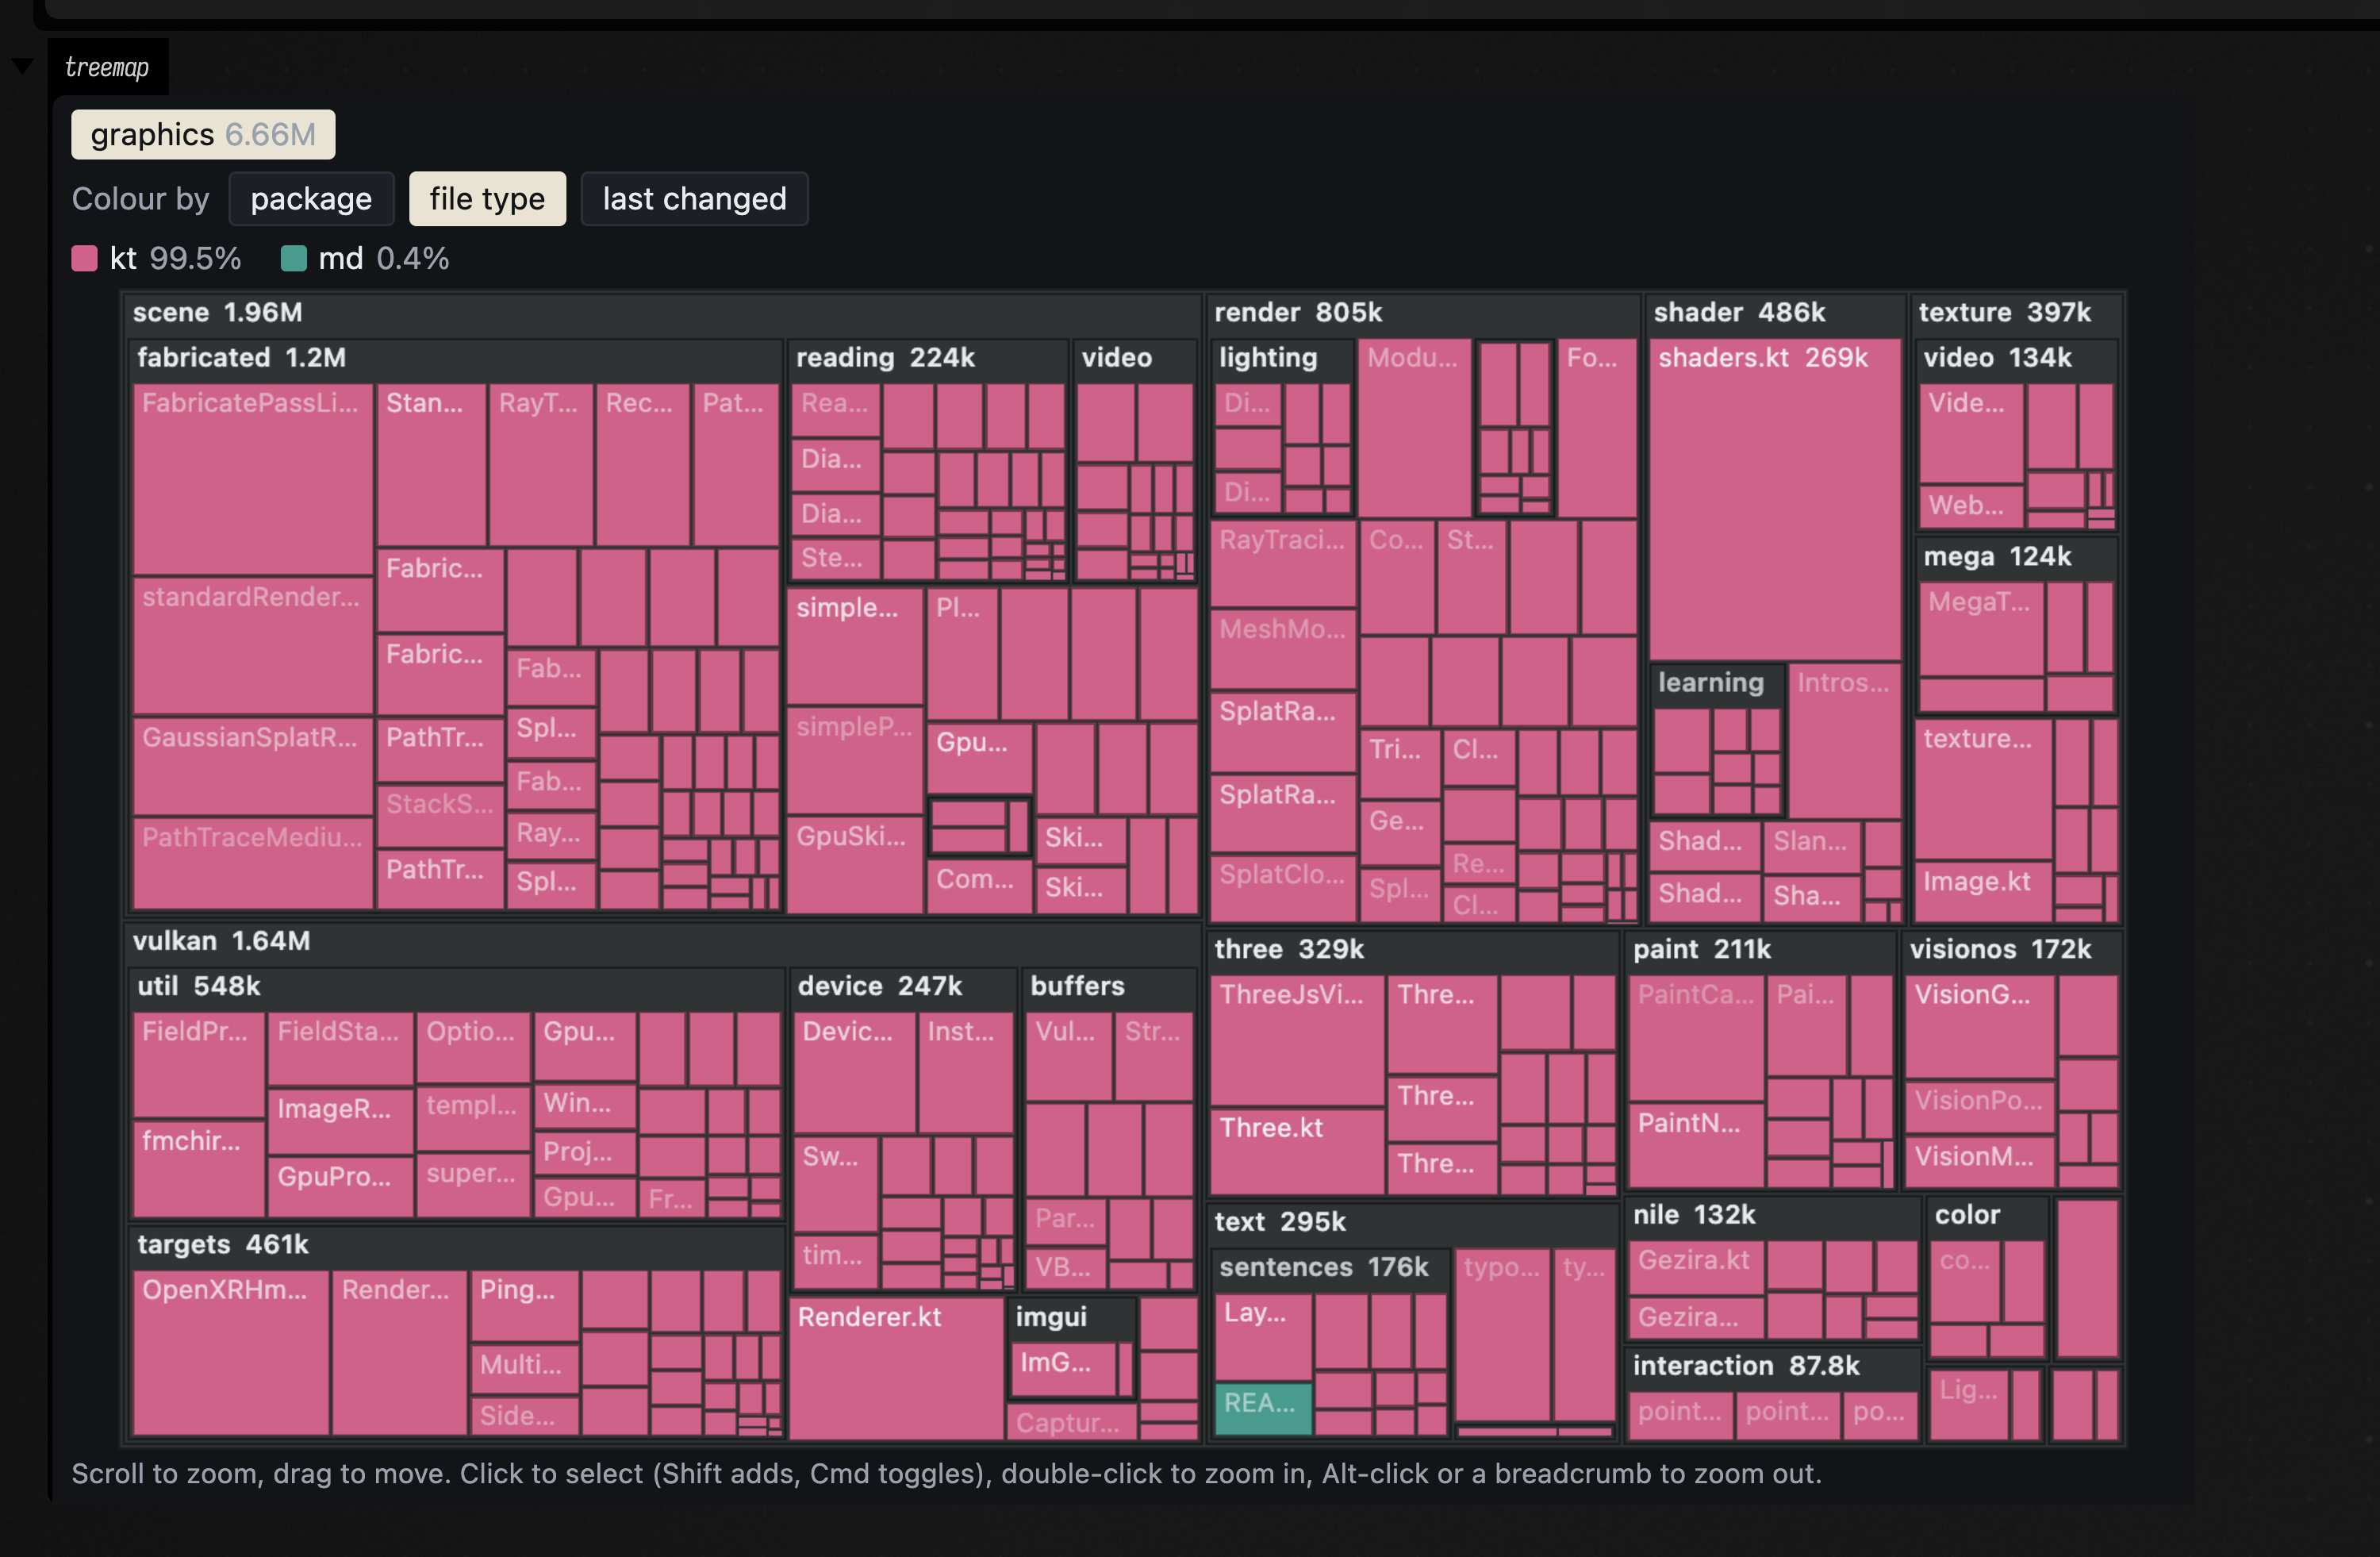 treemap
graphics 6.66M
Colour by package file type last changed
kt 99.5% md 0.4%
scene 1.96M
fabricated 1.2M
FabricatePassLi...
Stan...
RayT...
Rec...
Pat...
standardRender...
Fabric...
Fabric...
GaussianSplatR...
PathTr...
StackS...
PathTraceMediu...
PathTr...
Fab...
Spl...
Fab...
Ray...
Spl...
reading 224k
Rea...
Dia...
Dia...
Ste...
video
simple...
Pl...
simpleP...
Gpu...
GpuSki...
Com...
Ski...
Ski...
render 805k
lighting
Di...
Di...
Modu...
Fo...
RayTraci...
Co...
St...
MeshMo...
SplatRa...
SplatRa...
SplatClo...
Tri...
Cl...
Ge...
Re...
Spl...
Cl...
shader 486k
shaders.kt 269k
learning
Intros...
Shad...
Slan...
Shad...
Sha...
texture 397k
video 134k
Vide...
Web...
mega 124k
MegaT...
texture...
Image.kt
vulkan 1.64M
util 548k
FieldPr...
FieldSta...
Optio...
Gpu...
fmchir...
ImageR...
templ...
Win...
GpuPro...
super...
Proj...
Gpu...
Fr...
targets 461k
OpenXRHm...
Render...
Ping...
Multi...
Side...
device 247k
Devic...
Inst...
Sw...
tim...
buffers
Vul...
Str...
Par...
VB...
Renderer.kt
imgui
ImG...
Captur...
three 329k
ThreeJsVi...
Thre...
Three.kt
Thre...
Thre...
text 295k
sentences 176k
Lay...
REA...
typo...
ty...
paint 211k
PaintCa...
Pai...
PaintN...
visionos 172k
VisionG...
VisionPo...
VisionM...
nile 132k
Gezira.kt
Gezira...
color
co...
interaction 87.8k
point...
point...
po...
Lig...
Scroll to zoom, drag to move. Click to select (Shift adds, Cmd toggles), double-click to zoom in, Alt-click or a breadcrumb to zoom out.